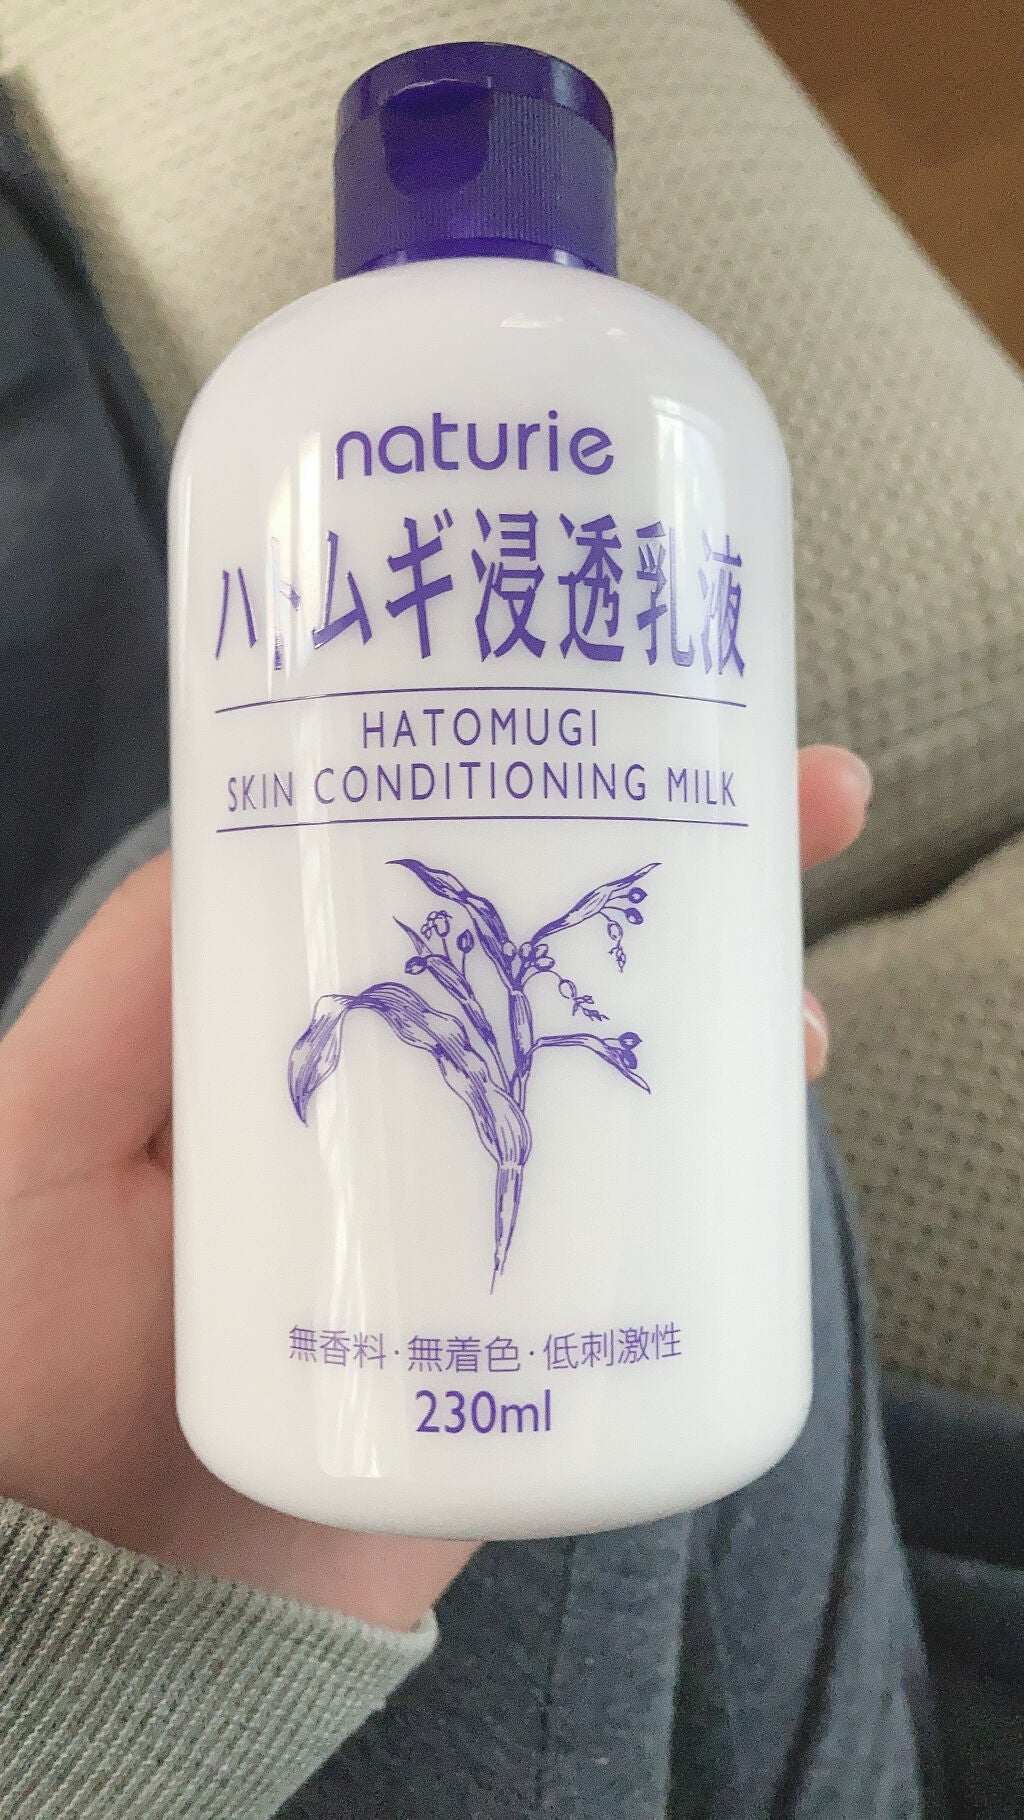 naturie
ハトムギ浸透乳液
HATOMUGI
SKIN CONDITIONING MILK
無香料·無着色·低刺激性
230ml